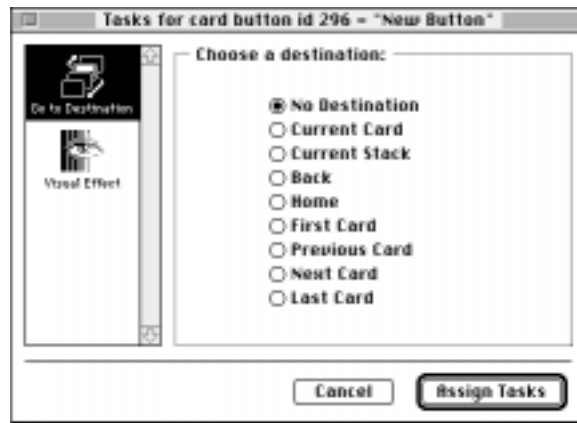 Tasks for card button id 296 = "New Button"
Go to Destination
Visual Effect
Choose a destination:
No Destination
Current Card
Current Stack
Back
Home
First Card
Previous Card
Next Card
Last Card
Cancel
Assign Tasks